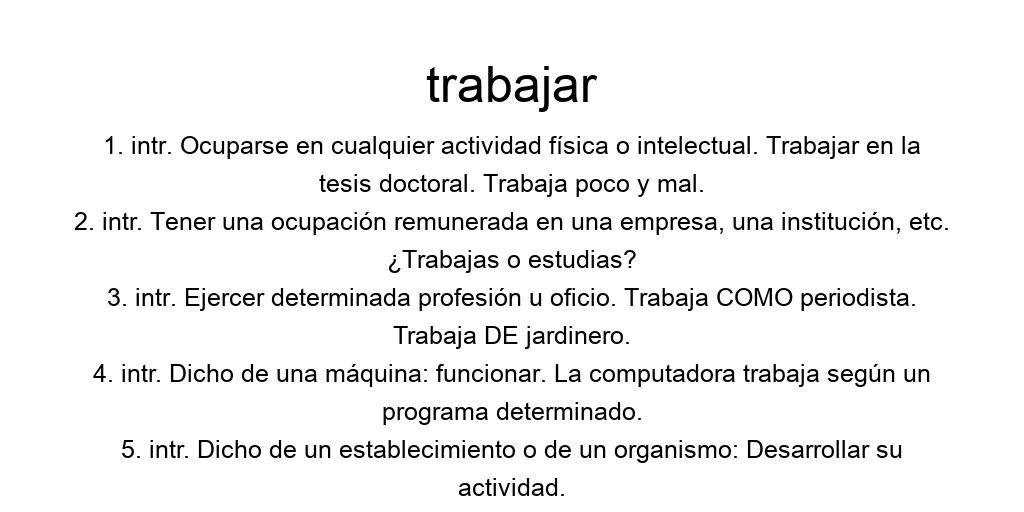 trabajar
1. intr. Ocuparse en cualquier actividad física o intelectual. Trabajar en la
tesis doctoral. Trabaja poco y mal.
2. intr. Tener una ocupación remunerada en una empresa, una institución, etc.
¿Trabajas o estudias?
3. intr. Ejercer determinada profesión u oficio. Trabaja COMO periodista.
Trabaja DE jardinero.
4. intr. Dicho de una máquina: funcionar. La computadora trabaja según un
programa determinado.
5. intr. Dicho de un establecimiento o de un organismo: Desarrollar su
actividad.